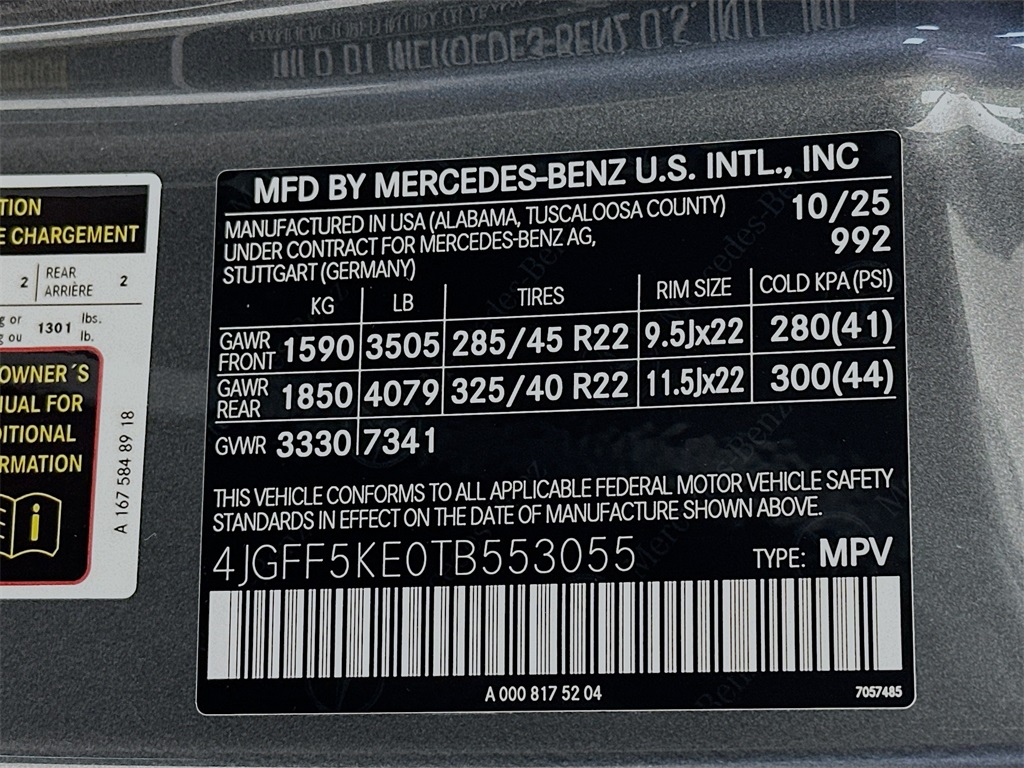 MFD BY MERCEDES-BENZ U.S. INTL., INC
MANUFACTURED IN USA (ALABAMA, TUSCALOOSA COUNTY) 10/25
UNDER CONTRACT FOR MERCEDES-BENZ AG, 992
STUTTGART (GERMANY)
KG LB TIRES RIM SIZE COLD KPA (PSI)
GAWR FRONT 1590 3505 285/45 R22 9.5Jx22 280(41)
GAWR REAR 1850 4079 325/40 R22 11.5Jx22 300(44)
GVWR 3330 7341
THIS VEHICLE CONFORMS TO ALL APPLICABLE FEDERAL MOTOR VEHICLE SAFETY
STANDARDS IN EFFECT ON THE DATE OF MANUFACTURE SHOWN ABOVE.
4JGFF5KE0TB553055 TYPE: MPV
A 000 817 52 04 7057485
E CHARGEMENT
2 REAR ARRIÈRE 2
or 1301 lbs.
ou lb.
OWNER´S
FOR
A 167 584 89 18